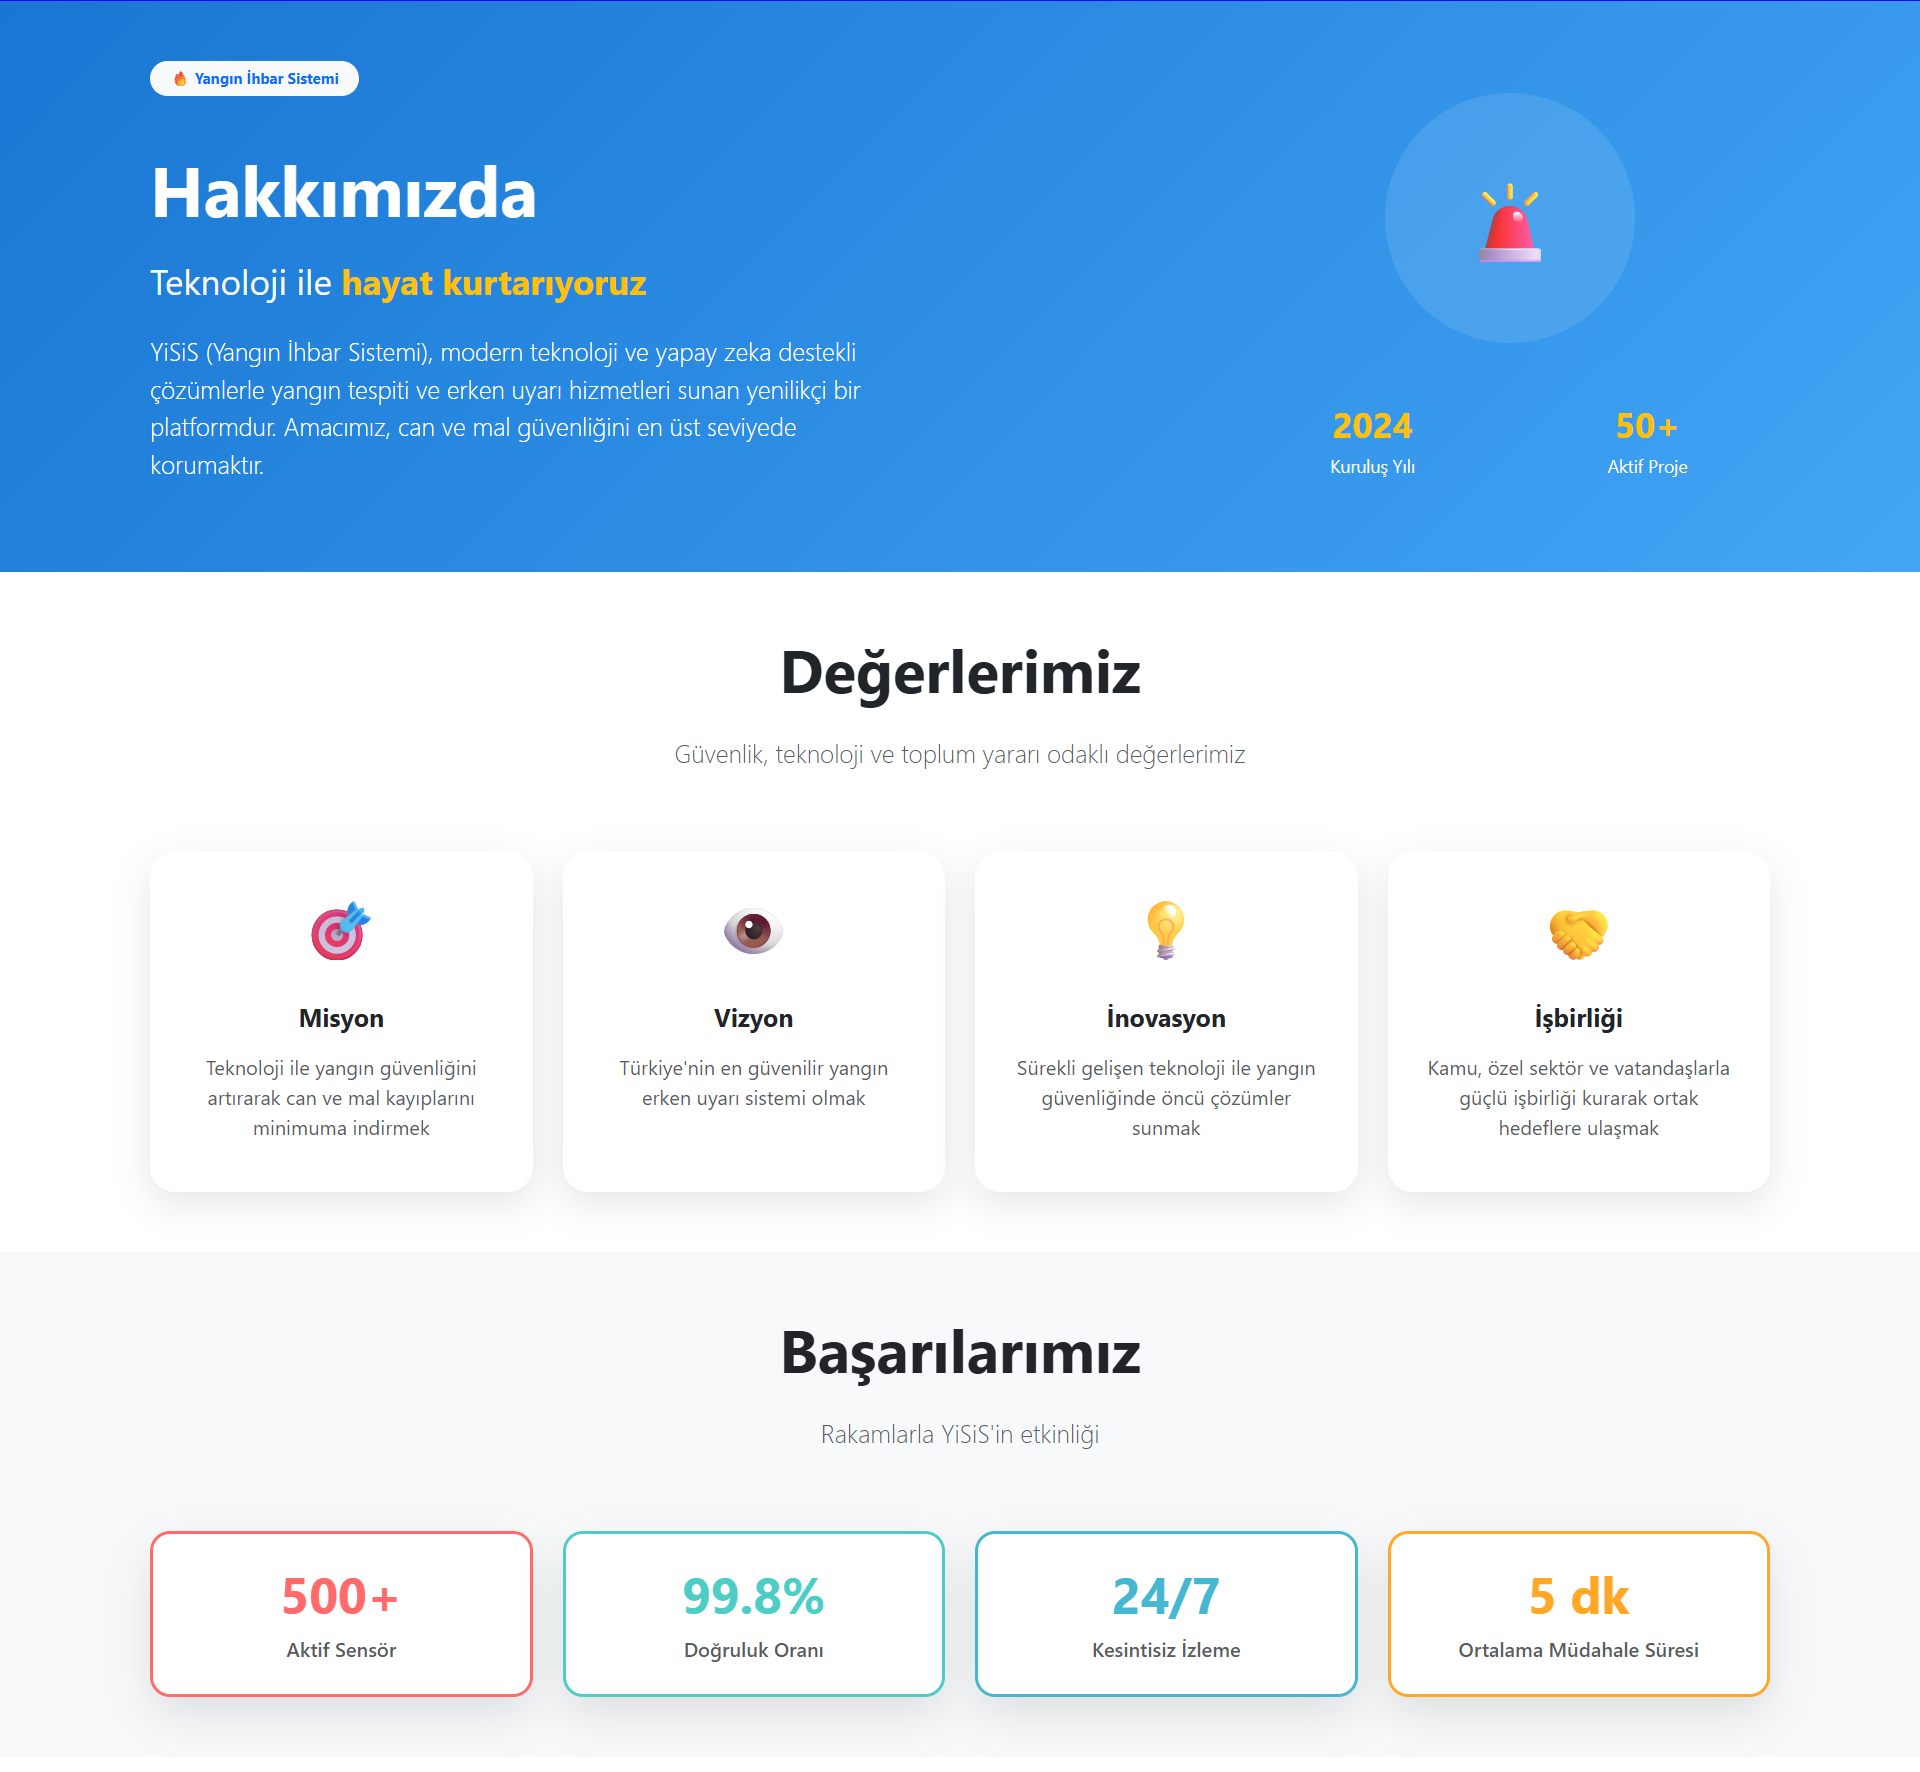 Yangın İhbar Sistemi
Hakkımızda
Teknoloji ile hayat kurtarıyoruz
YiSiS (Yangın İhbar Sistemi), modern teknoloji ve yapay zeka destekli
çözümlerle yangın tespiti ve erken uyarı hizmetleri sunan yenilikçi bir
platformdur. Amacımız, can ve mal güvenliğini en üst seviyede
korumaktır.
2024
Kuruluş Yılı
50+
Aktif Proje
Değerlerimiz
Güvenlik, teknoloji ve toplum yararı odaklı değerlerimiz
Misyon
Teknoloji ile yangın güvenliğini
artırarak can ve mal kayıplarını
minimuma indirmek
Vizyon
Türkiye'nin en güvenilir yangın
erken uyarı sistemi olmak
İnovasyon
Sürekli gelişen teknoloji ile yangın
güvenliğinde öncü çözümler
sunmak
İşbirliği
Kamu, özel sektör ve vatandaşlarla
güçlü işbirliği kurarak ortak
hedeflere ulaşmak
Başarılarımız
Rakamlarla YiSiS'in etkinliği
500+
Aktif Sensör
99.8%
Doğruluk Oranı
24/7
Kesintisiz İzleme
5 dk
Ortalama Müdahale Süresi